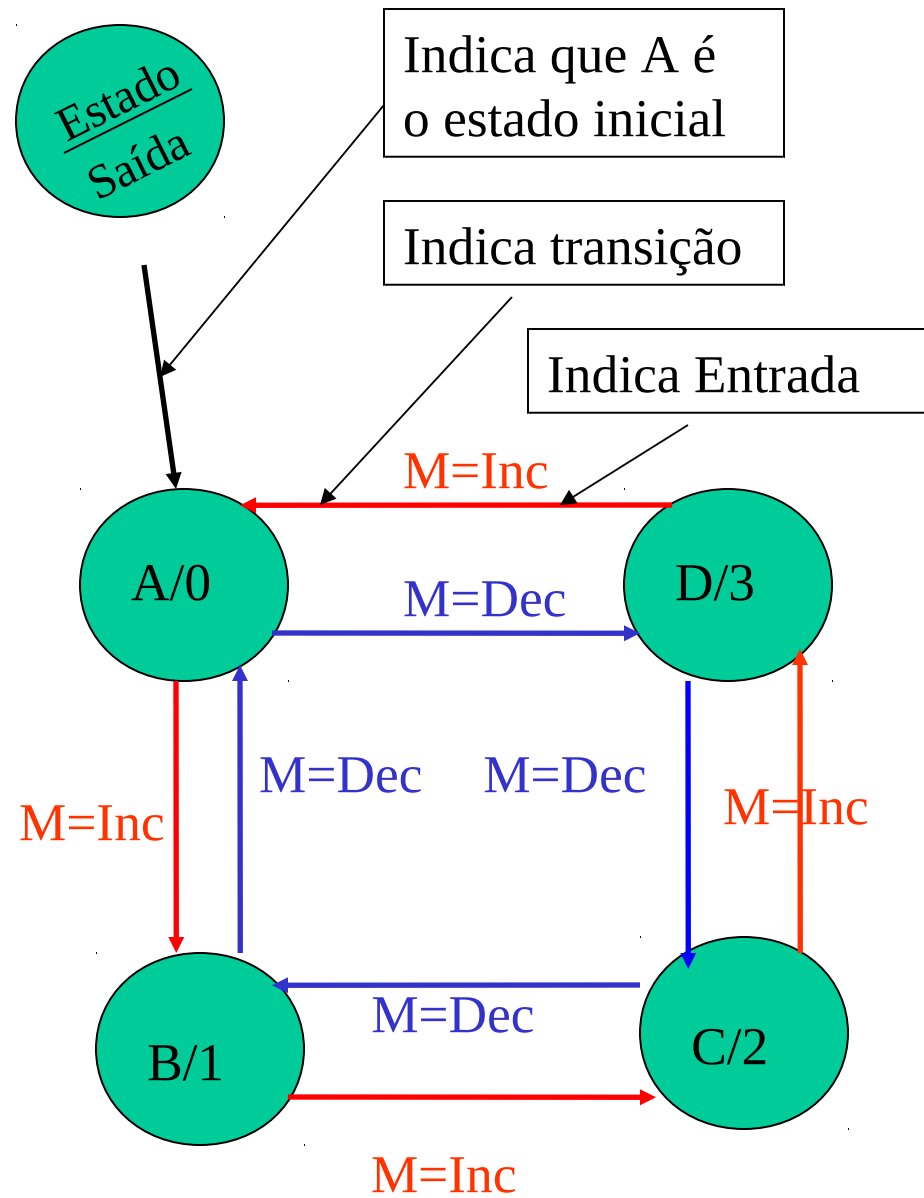 Estado
Saída
Indica que A é
o estado inicial
Indica transição
Indica Entrada
M=Inc
A/0
D/3
M=Dec
M=Dec
M=Dec
M=Inc
M=Inc
M=Dec
B/1
C/2
M=Inc